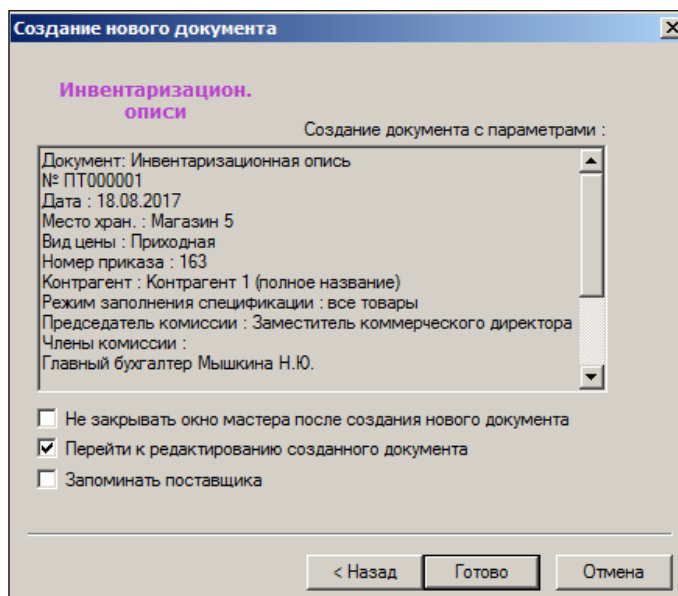 Создание нового документа
Инвентаризацион.
описи
Создание документа с параметрами :
Документ: Инвентаризационная опись
№ ПТ000001
Дата : 18.08.2017
Место хран. : Магазин 5
Вид цены : Приходная
Номер приказа : 163
Контрагент : Контрагент 1 (полное название)
Режим заполнения спецификации : все товары
Председатель комиссии : Заместитель коммерческого директора
Члены комиссии :
Главный бухгалтер Мышкина Н.Ю.
Не закрывать окно мастера после создания нового документа
Перейти к редактированию созданного документа
Запоминать поставщика
< Назад
Готово
Отмена